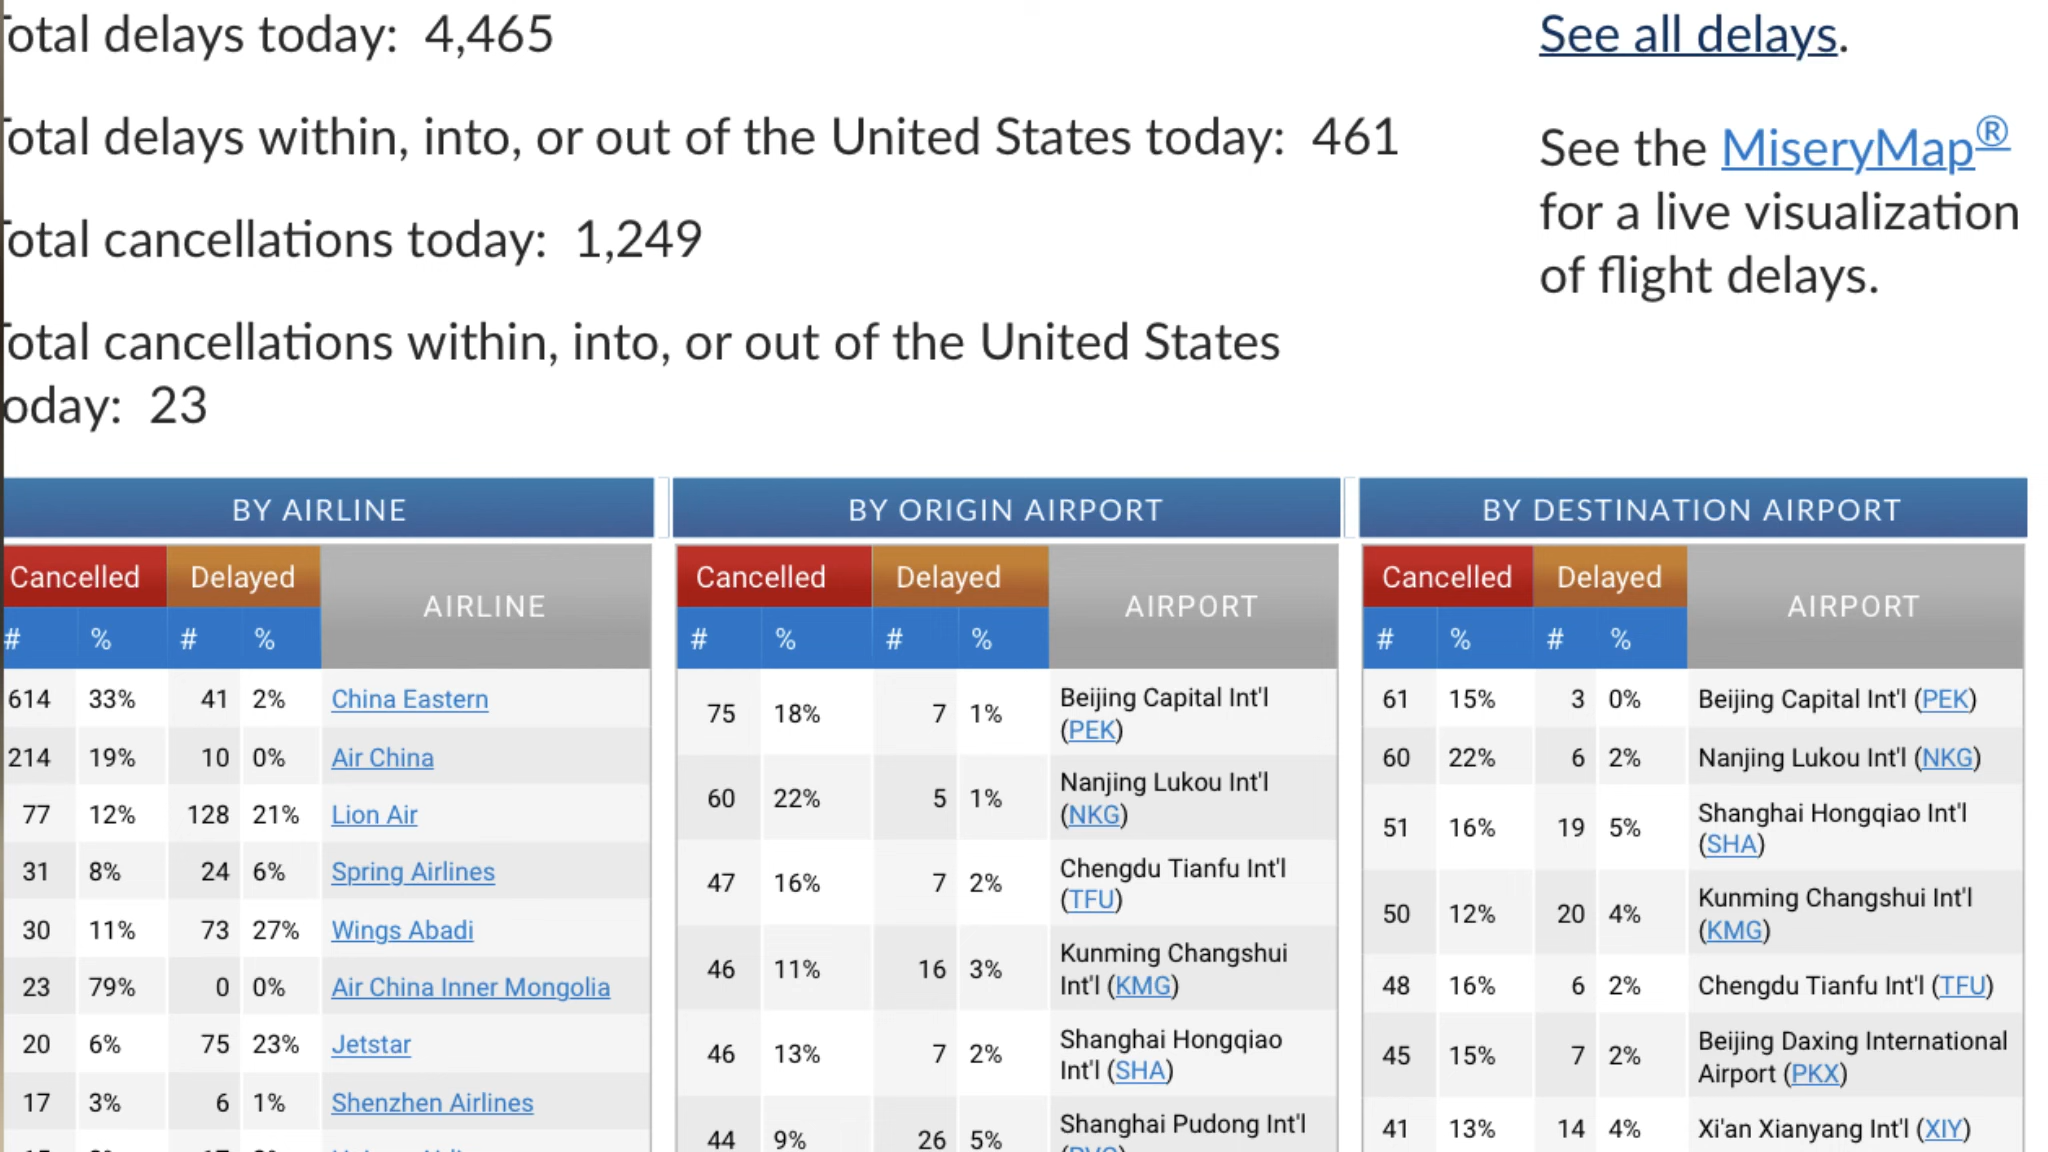 otal delays today: 4,465
otal delays within, into, or out of the United States today: 461
otal cancellations today: 1,249
otal cancellations within, into, or out of the United States
oday: 23
See all delays.
See the MiseryMap®
for a live visualization
of flight delays.
BY AIRLINE
Cancelled Delayed AIRLINE
# % # %
614 33% 41 2% China Eastern
214 19% 10 0% Air China
77 12% 128 21% Lion Air
31 8% 24 6% Spring Airlines
30 11% 73 27% Wings Abadi
23 79% 0 0% Air China Inner Mongolia
20 6% 75 23% Jetstar
17 3% 6 1% Shenzhen Airlines
BY ORIGIN AIRPORT
Cancelled Delayed AIRPORT
# % # %
75 18% 7 1% Beijing Capital Int'l
(PEK)
60 22% 5 1% Nanjing Lukou Int'l
(NKG)
47 16% 7 2% Chengdu Tianfu Int'l
(TFU)
46 11% 16 3% Kunming Changshui
Int'l (KMG)
46 13% 7 2% Shanghai Hongqiao
Int'l (SHA)
44 9% 26 5% Shanghai Pudong Int'l
BY DESTINATION AIRPORT
Cancelled Delayed AIRPORT
# % # %
61 15% 3 0% Beijing Capital Int'l (PEK)
60 22% 6 2% Nanjing Lukou Int'l (NKG)
51 16% 19 5% Shanghai Hongqiao Int'l
(SHA)
50 12% 20 4% Kunming Changshui Int'l
(KMG)
48 16% 6 2% Chengdu Tianfu Int'l (TFU)
45 15% 7 2% Beijing Daxing International
Airport (PKX)
41 13% 14 4% Xi'an Xianyang Int'l (XIY)